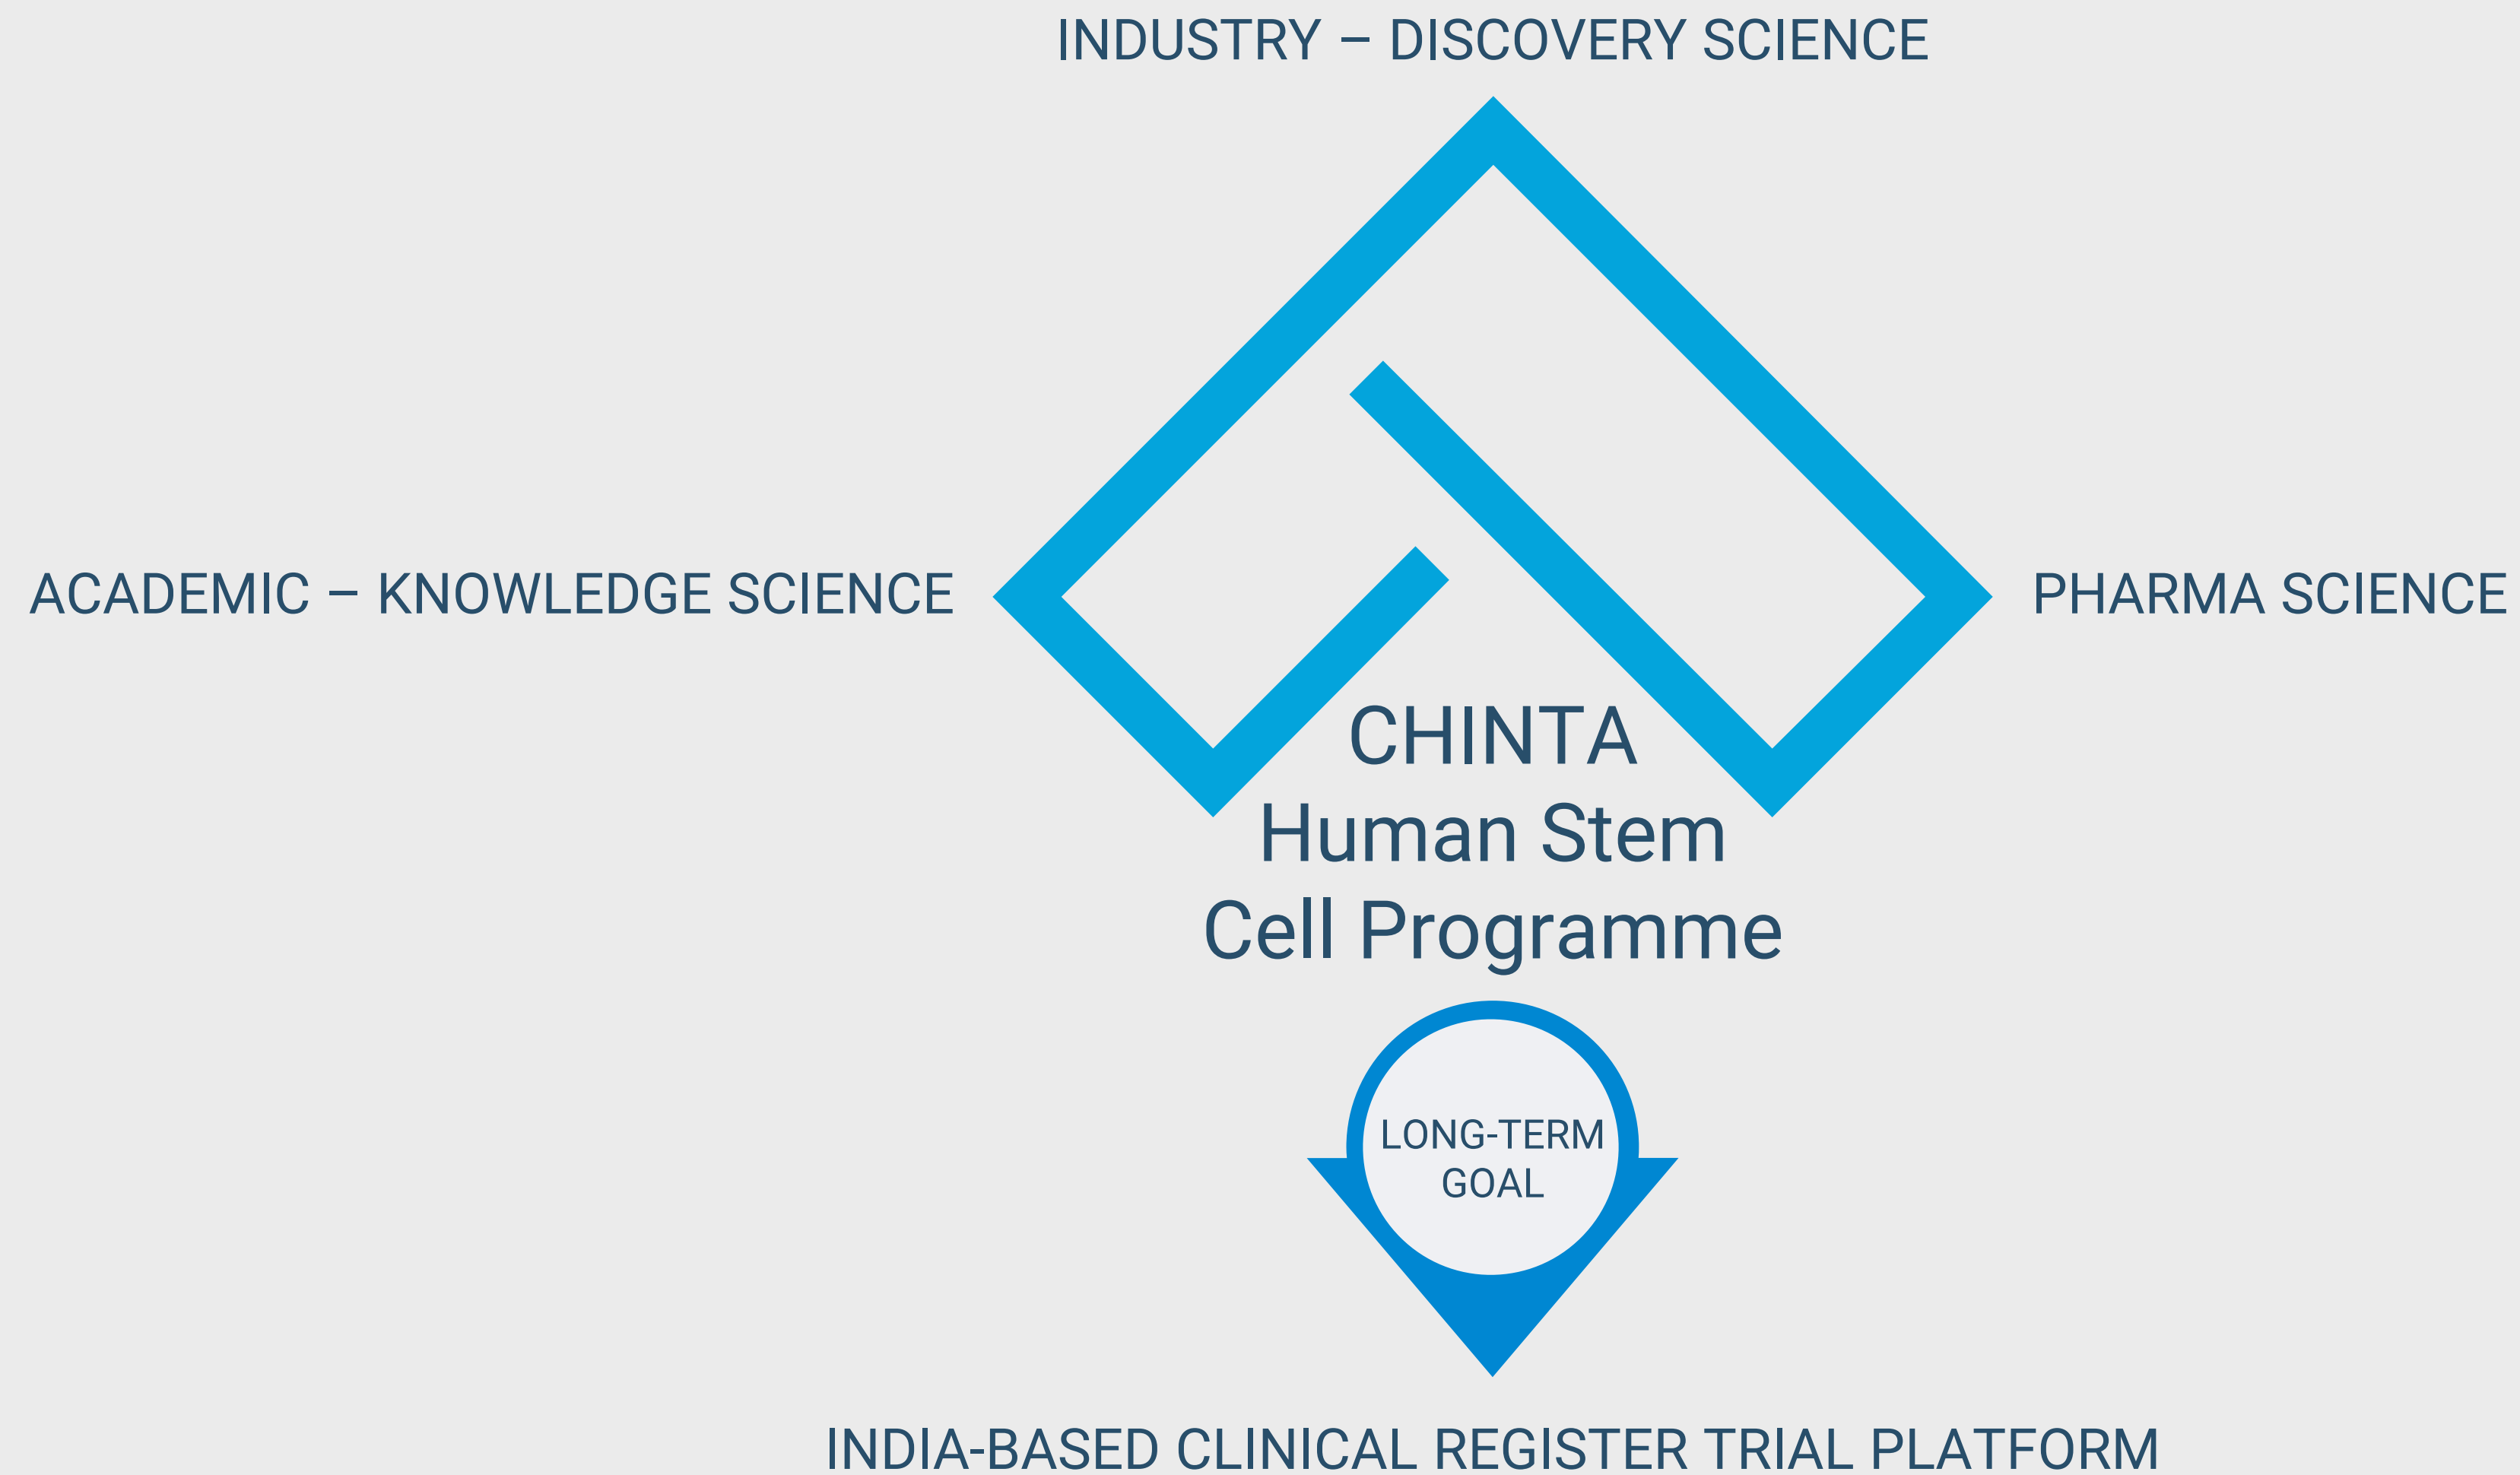 INDUSTRY – DISCOVERY SCIENCE
ACADEMIC – KNOWLEDGE SCIENCE
PHARMA SCIENCE
CHINTA
Human Stem
Cell Programme
LONG-TERM
GOAL
INDIA-BASED CLINICAL REGISTER TRIAL PLATFORM